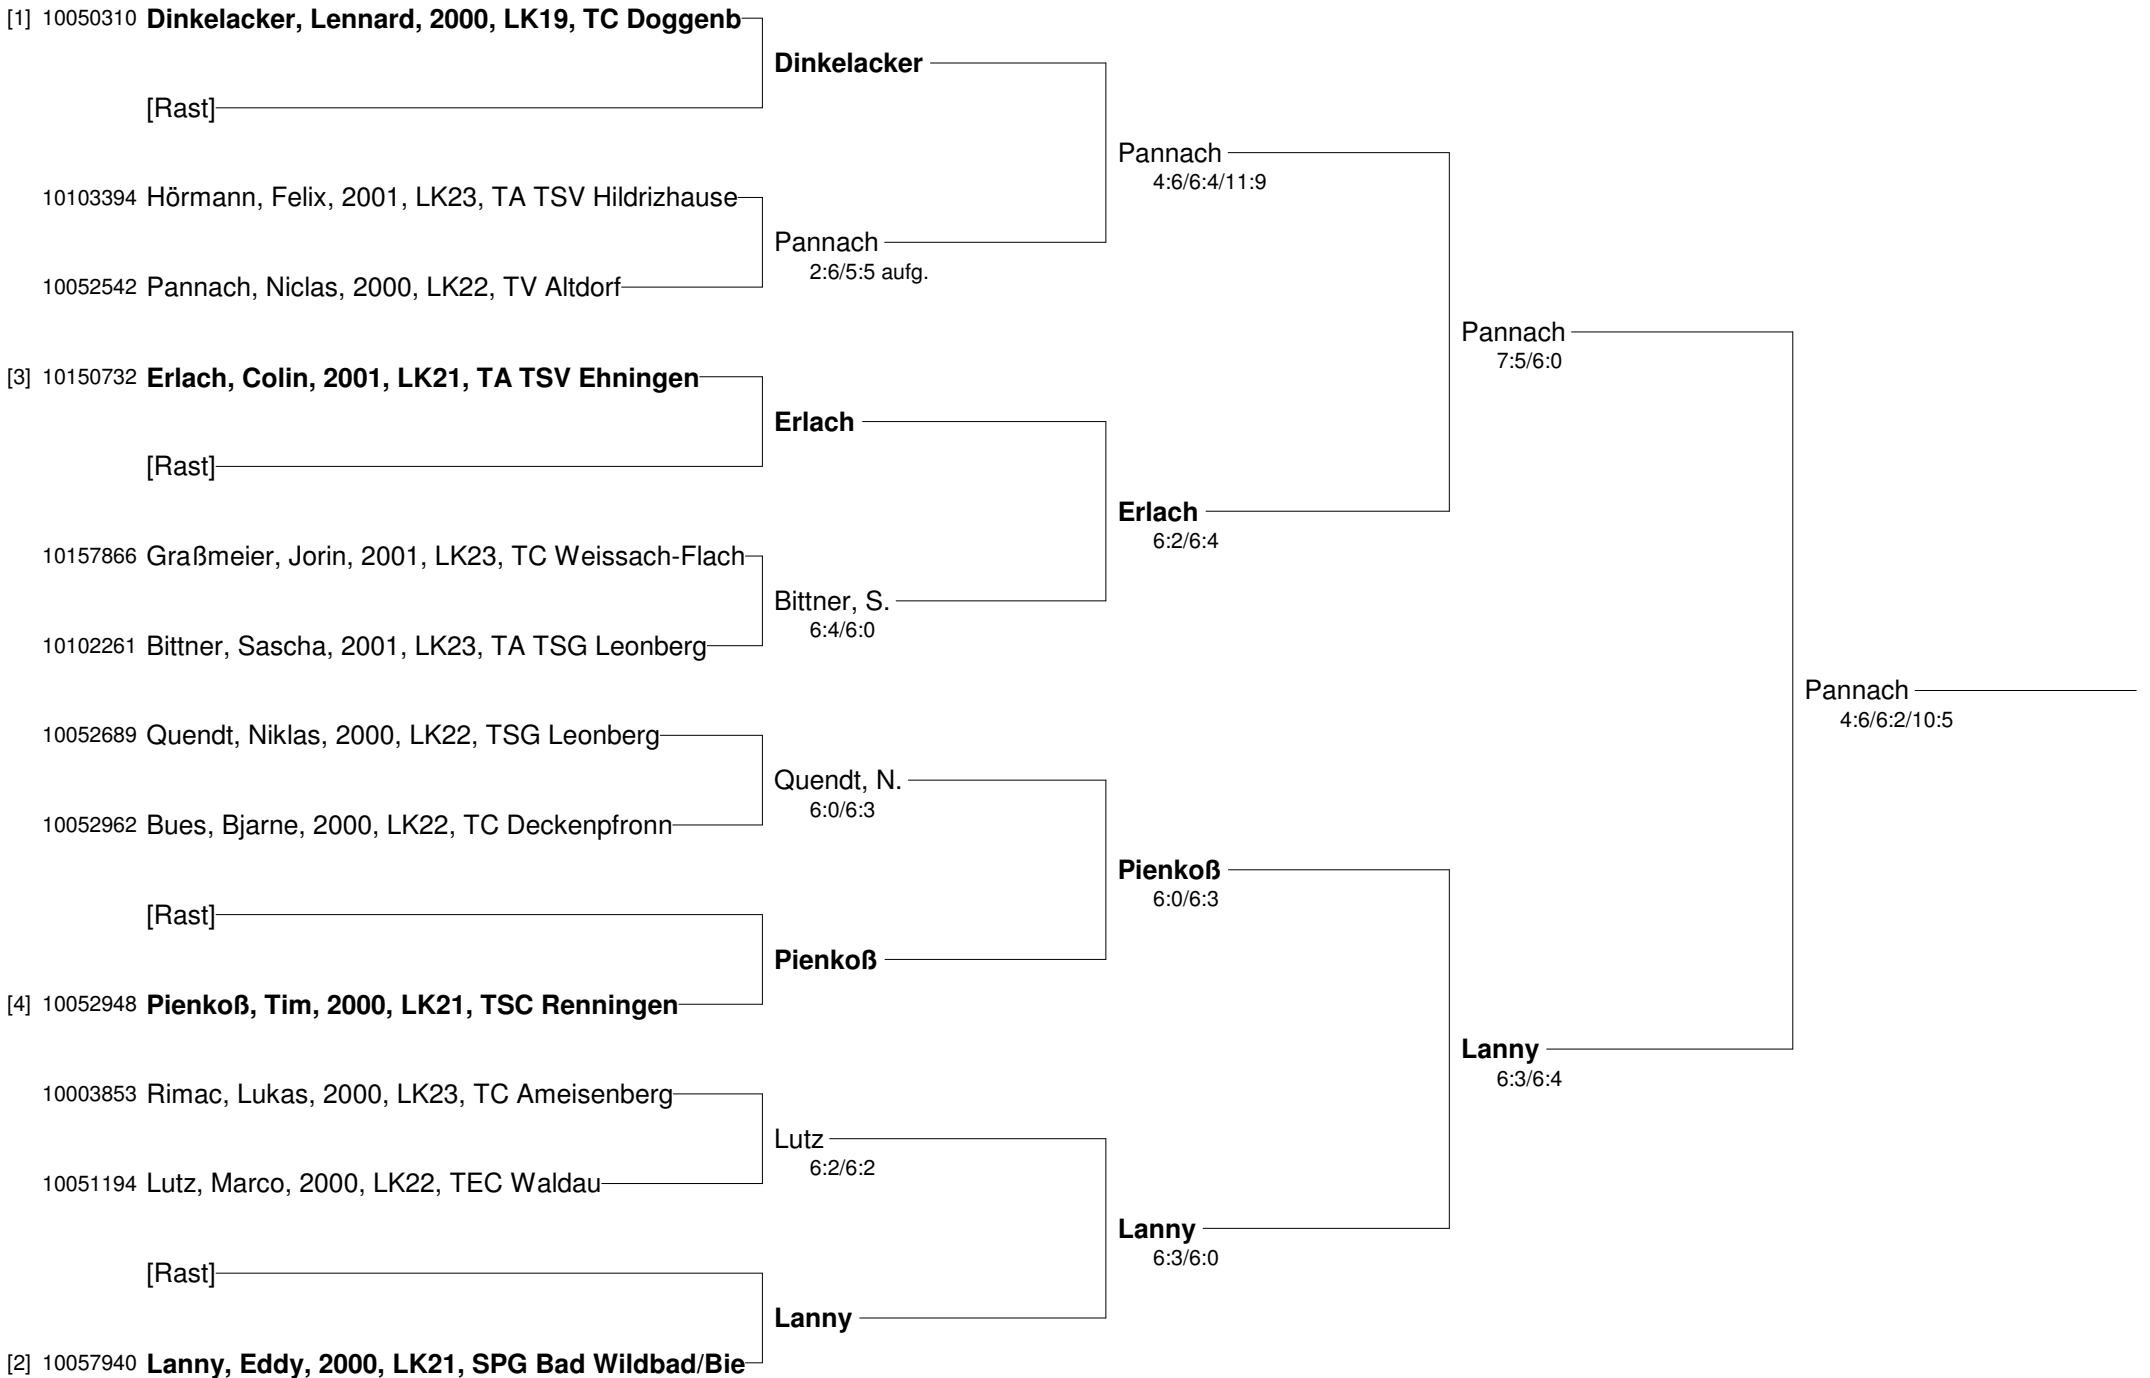 [1] 10050310 Dinkelacker, Lennard, 2000, LK19, TC Doggenb
Dinkelacker
[Rast]
Pannach
4:6/6:4/11:9
10103394 Hörmann, Felix, 2001, LK23, TA TSV Hildrizhause
Pannach
2:6/5:5 aufg.
10052542 Pannach, Niclas, 2000, LK22, TV Altdorf
Pannach
7:5/6:0
[3] 10150732 Erlach, Colin, 2001, LK21, TA TSV Ehningen
Erlach
[Rast]
Erlach
6:2/6:4
10157866 Graßmeier, Jorin, 2001, LK23, TC Weissach-Flach
Bittner, S.
6:4/6:0
10102261 Bittner, Sascha, 2001, LK23, TA TSG Leonberg
Pannach
4:6/6:2/10:5
10052689 Quendt, Niklas, 2000, LK22, TSG Leonberg
Quendt, N.
6:0/6:3
10052962 Bues, Bjarne, 2000, LK22, TC Deckenpfronn
Pienkoß
6:0/6:3
[Rast]
Pienkoß
[4] 10052948 Pienkoß, Tim, 2000, LK21, TSC Renningen
Lanny
6:3/6:4
10003853 Rimac, Lukas, 2000, LK23, TC Ameisenberg
Lutz
6:2/6:2
10051194 Lutz, Marco, 2000, LK22, TEC Waldau
Lanny
6:3/6:0
[Rast]
Lanny
[2] 10057940 Lanny, Eddy, 2000, LK21, SPG Bad Wildbad/Bie